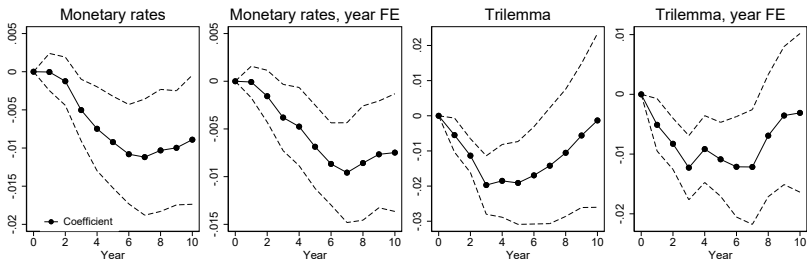 Monetary rates
.005
0
-.005
-.01
-.015
-.02
Coefficient
0 2 4 6 8 10
Year
Monetary rates, year FE
.005
0
-.005
-.01
-.015
0 2 4 6 8 10
Year
Trilemma
.02
.01
0
-.01
-.02
-.03
0 2 4 6 8 10
Year
Trilemma, year FE
.01
0
-.01
-.02
0 2 4 6 8 10
Year